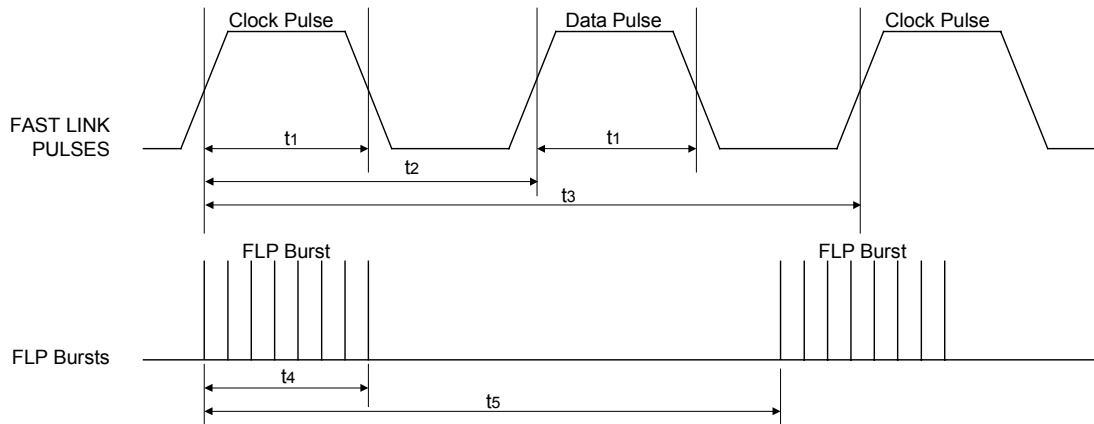 Clock Pulse Data Pulse Clock Pulse
FAST LINK
PULSES
t1 t1
t2
t3
FLP Burst FLP Burst
FLP Bursts
t4
t5